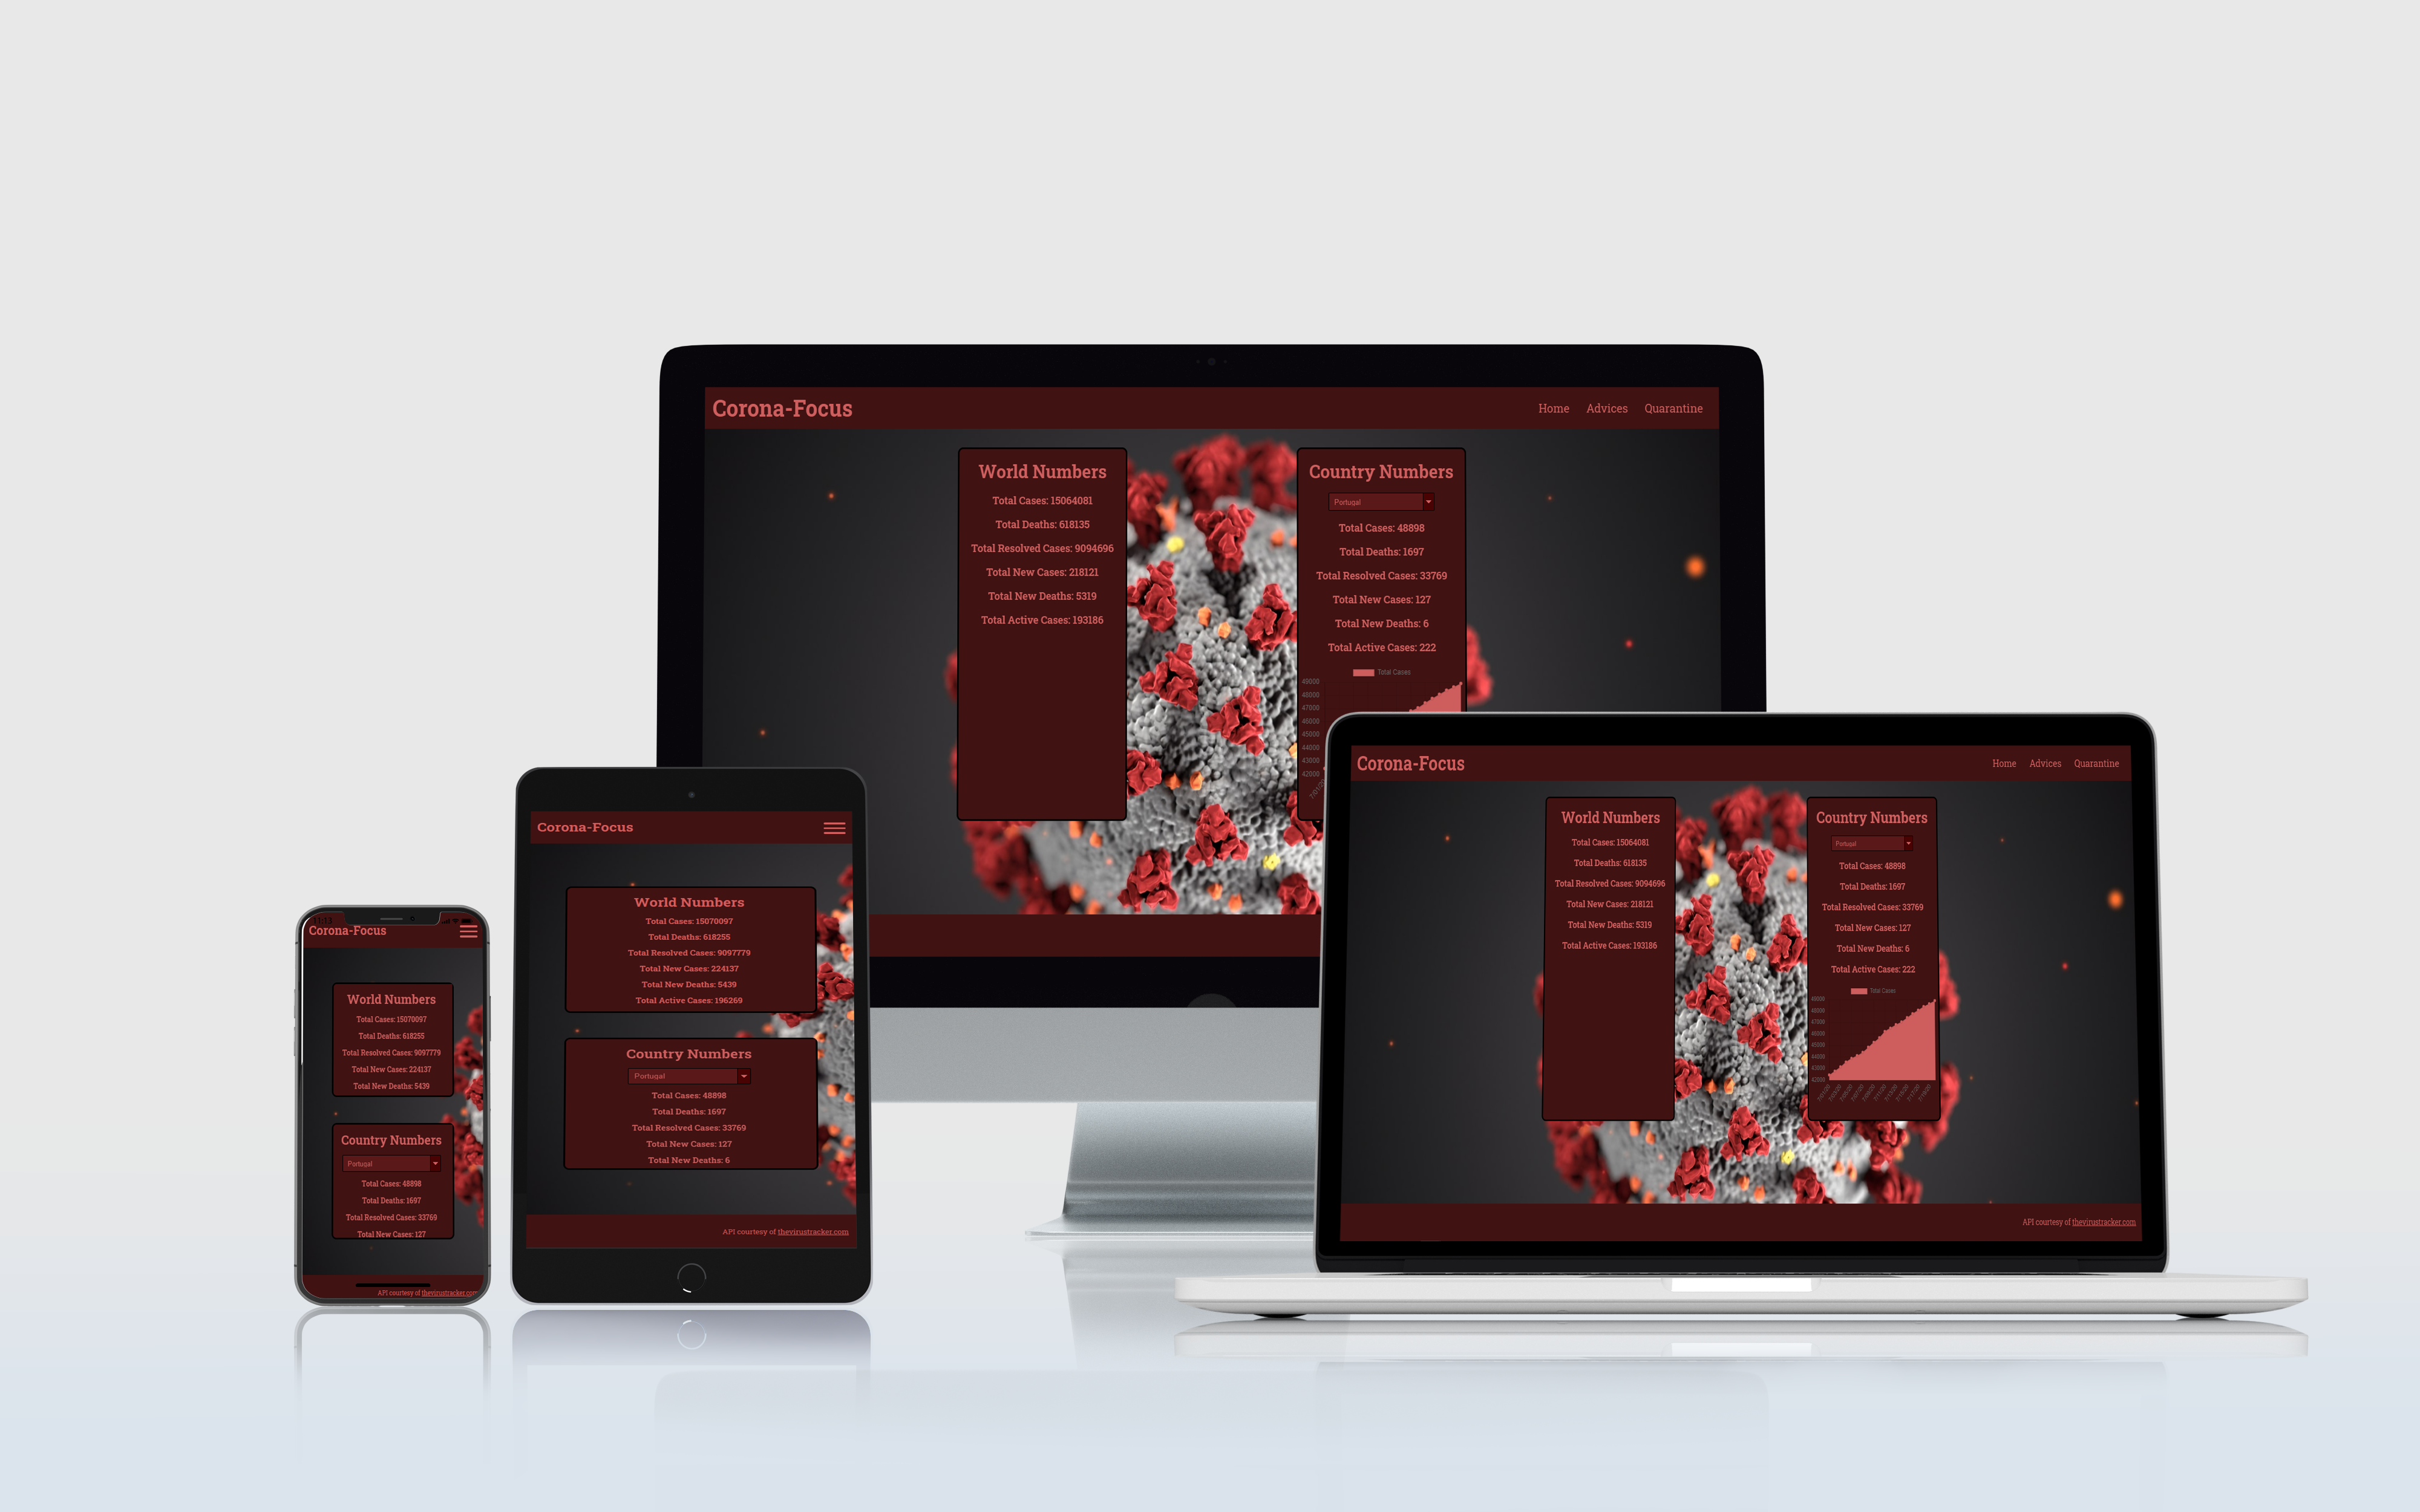 Corona-Focus
Home Advices Quarantine
World Numbers
Total Cases: 15064081
Total Deaths: 618135
Total Resolved Cases: 9094696
Total New Cases: 218121
Total New Deaths: 5319
Total Active Cases: 193186
Country Numbers
Portugal
Total Cases: 48898
Total Deaths: 1697
Total Resolved Cases: 33769
Total New Cases: 127
Total New Deaths: 6
Total Active Cases: 222
Total Cases
49000
48000
47000
46000
45000
44000
43000
42000
Corona-Focus
Home Advices Quarantine
World Numbers
Total Cases: 15064081
Total Deaths: 618135
Total Resolved Cases: 9094696
Total New Cases: 218121
Total New Deaths: 5319
Total Active Cases: 193186
Country Numbers
Portugal
Total Cases: 48898
Total Deaths: 1697
Total Resolved Cases: 33769
Total New Cases: 127
Total New Deaths: 6
Total Active Cases: 222
Total Cases
49000
48000
47000
46000
45000
44000
43000
42000
API courtesy of thevirustracker.com
Corona-Focus
World Numbers
Total Cases: 15070097
Total Deaths: 618255
Total Resolved Cases: 9097779
Total New Cases: 224137
Total New Deaths: 5439
Total Active Cases: 196269
Country Numbers
Portugal
Total Cases: 48898
Total Deaths: 1697
Total Resolved Cases: 33769
Total New Cases: 127
Total New Deaths: 6
API courtesy of thevirustracker.com
11:13
Corona-Focus
World Numbers
Total Cases: 15070097
Total Deaths: 618255
Total Resolved Cases: 9097779
Total New Cases: 224137
Total New Deaths: 5439
Country Numbers
Portugal
Total Cases: 48898
Total Deaths: 1697
Total Resolved Cases: 33769
Total New Cases: 127
API courtesy of thevirustracker.com